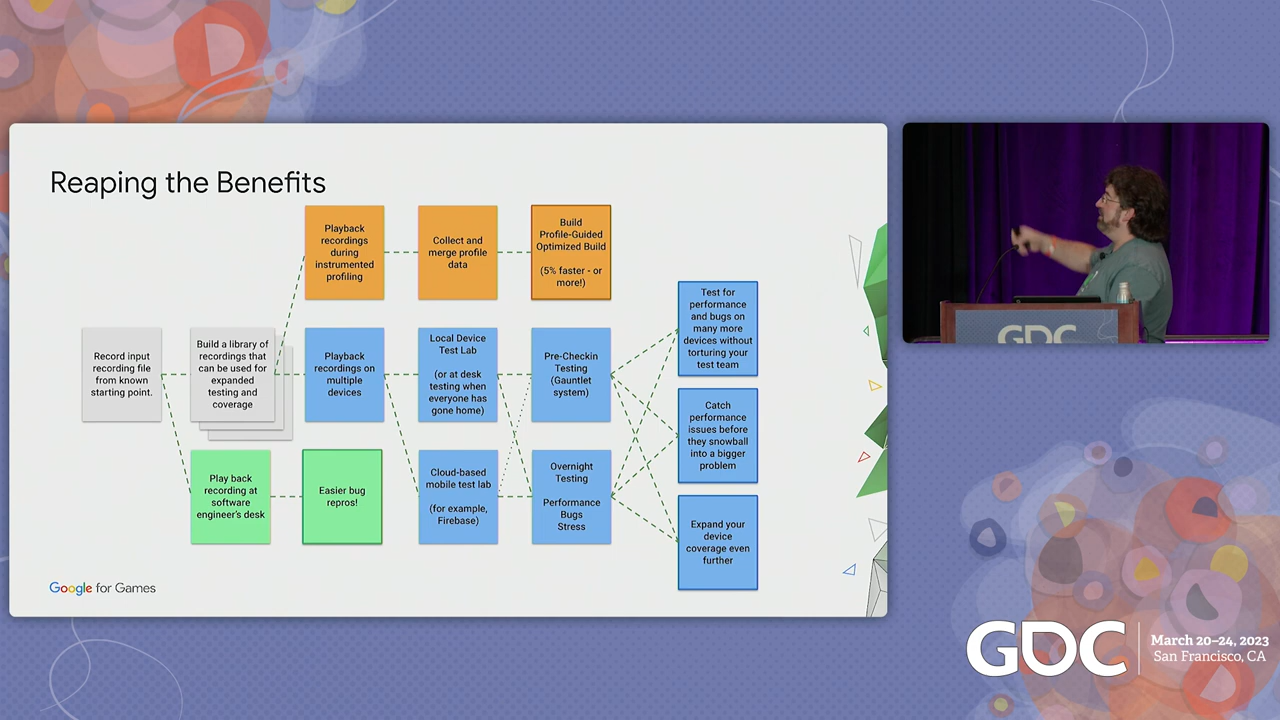 Reaping the Benefits
Playback
recordings
during
instrumented
profiling
Collect and
merge profile
data
Build
Profile-Guided
Optimized Build
(5% faster - or
more!)
Record input
recording file
from known
starting point.
Build a library of
recordings that
can be used for
expanded
testing and
coverage
Playback
recordings on
multiple
devices
Local Device
Test Lab
(or at desk
testing when
everyone has
gone home)
Pre-Checkin
Testing
(Gauntlet
system)
Test for
performance
and bugs on
many more
devices without
torturing your
test team
Catch
performance
issues before
they snowball
into a bigger
problem
Play back
recording at
software
engineer's desk
Easier bug
repros!
Cloud-based
mobile test lab
(for example,
Firebase)
Overnight
Testing
Performance
Bugs
Stress
Expand your
device
coverage even
further
Google for Games
GDC
GDC
March 20–24, 2023
San Francisco, CA